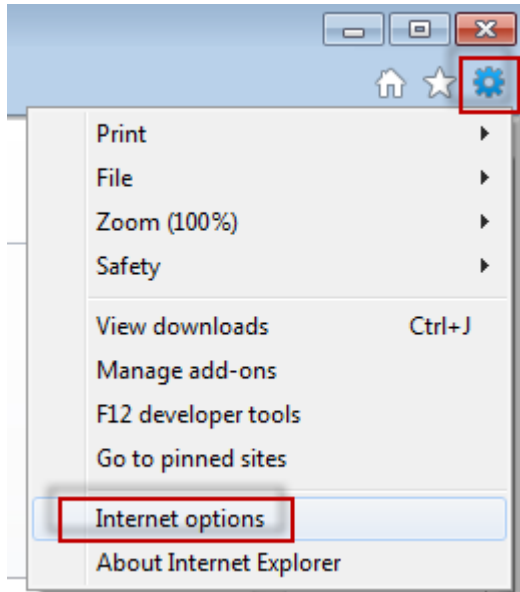 Print
File
Zoom (100%)
Safety
View downloads Ctrl+J
Manage add-ons
F12 developer tools
Go to pinned sites
Internet options
About Internet Explorer